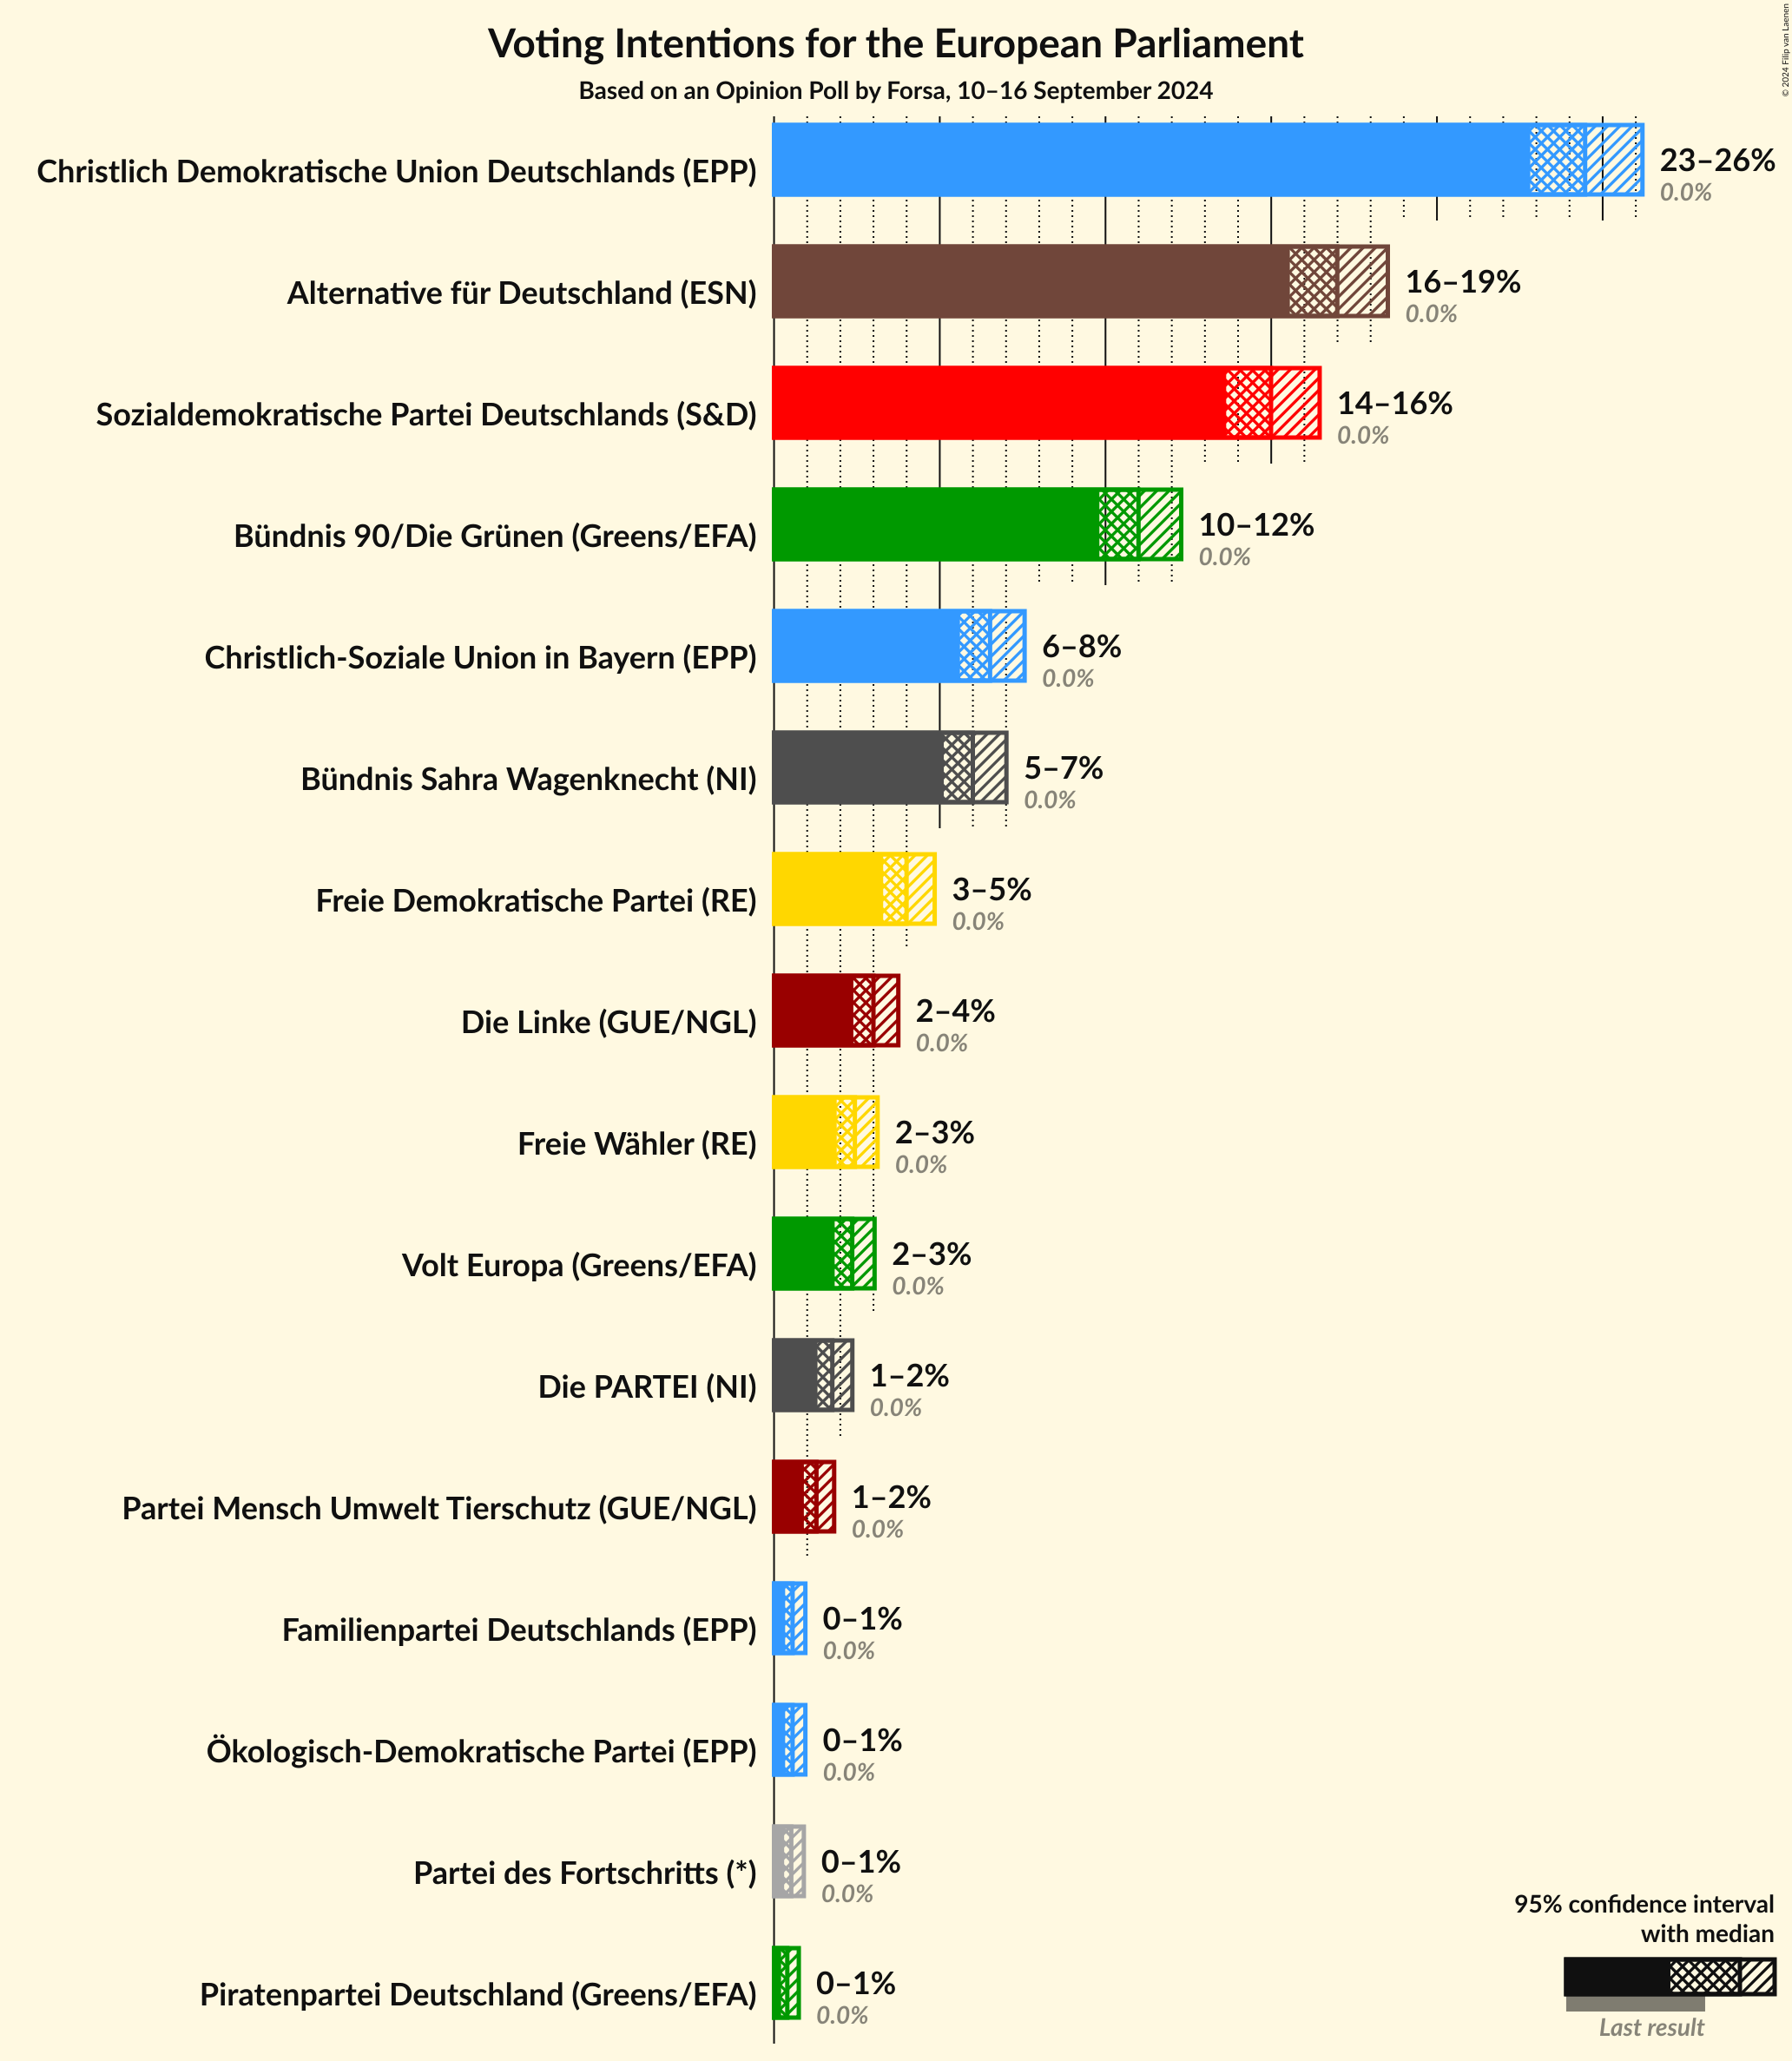 Voting Intentions for the European Parliament
Based on an Opinion Poll by Forsa, 10–16 September 2024
© 2024 Filip van Laenen
Christlich Demokratische Union Deutschlands (EPP)
23–26%
0.0%
Alternative für Deutschland (ESN)
16–19%
0.0%
Sozialdemokratische Partei Deutschlands (S&D)
14–16%
0.0%
Bündnis 90/Die Grünen (Greens/EFA)
10–12%
0.0%
Christlich-Soziale Union in Bayern (EPP)
6–8%
0.0%
Bündnis Sahra Wagenknecht (NI)
5–7%
0.0%
Freie Demokratische Partei (RE)
3–5%
0.0%
Die Linke (GUE/NGL)
2–4%
0.0%
Freie Wähler (RE)
2–3%
0.0%
Volt Europa (Greens/EFA)
2–3%
0.0%
Die PARTEI (NI)
1–2%
0.0%
Partei Mensch Umwelt Tierschutz (GUE/NGL)
1–2%
0.0%
Familienpartei Deutschlands (EPP)
0–1%
0.0%
Ökologisch-Demokratische Partei (EPP)
0–1%
0.0%
Partei des Fortschritts (*)
0–1%
0.0%
Piratenpartei Deutschland (Greens/EFA)
0–1%
0.0%
95% confidence interval
with median
Last result